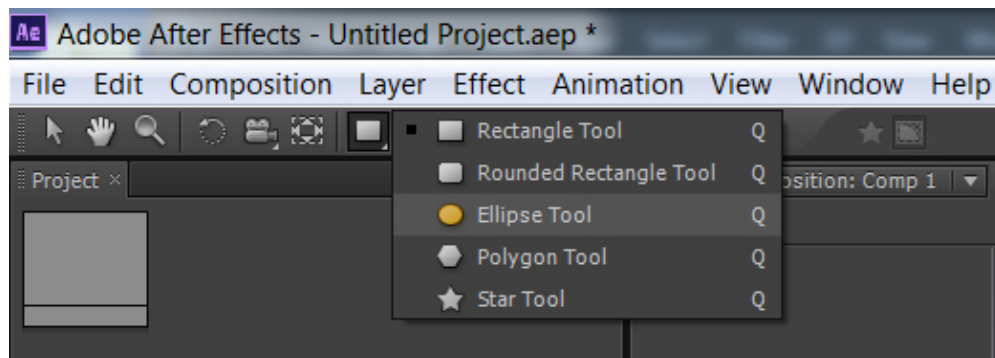 Ae Adobe After Effects - Untitled Project.aep *
File Edit Composition Layer Effect Animation View Window Help
Rectangle Tool Q
Project × Rounded Rectangle Tool Q osition: Comp 1
Ellipse Tool Q
Polygon Tool Q
Star Tool Q